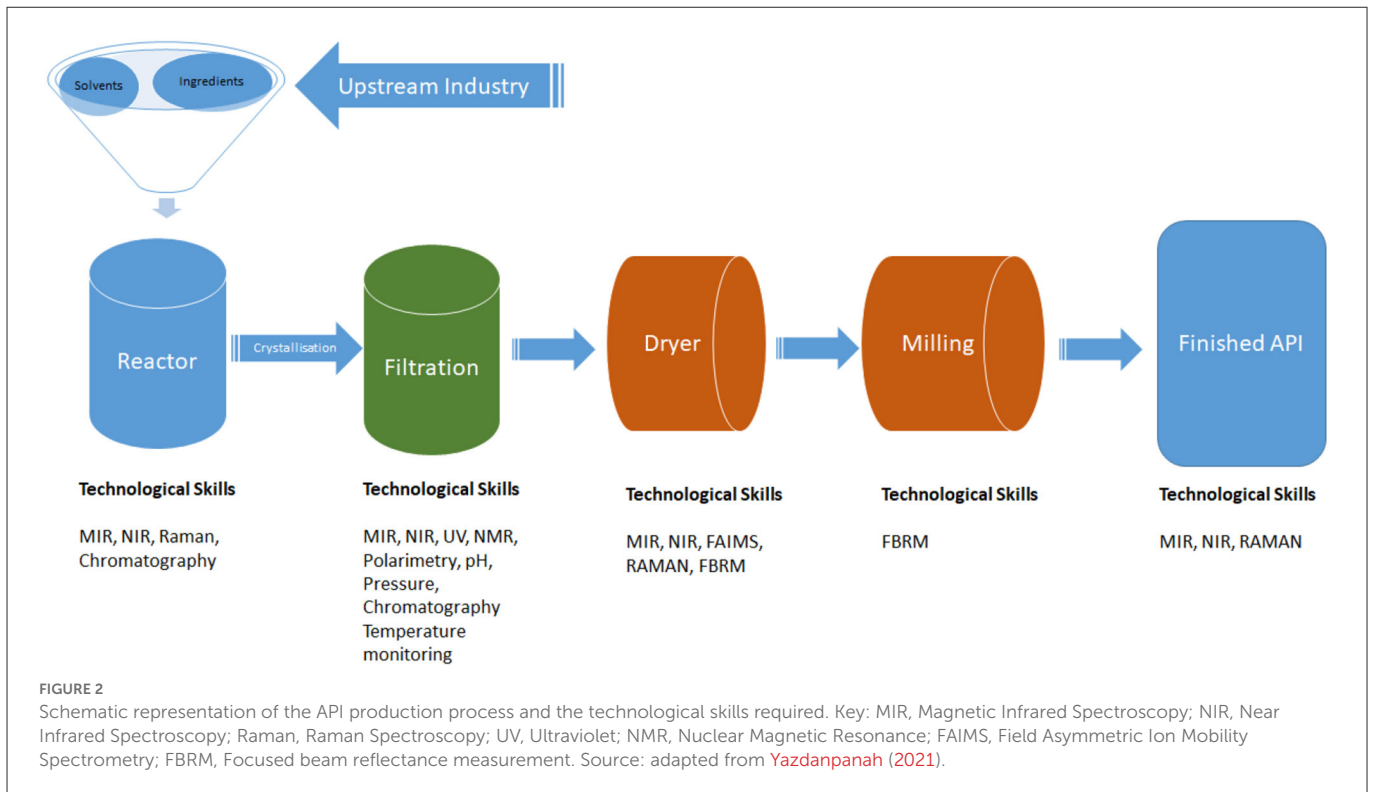 Solvents
Ingredients
Upstream Industry
Reactor
Crystallisation
Filtration
Dryer
Milling
Finished API
Technological Skills
MIR, NIR, Raman,
Chromatography
Technological Skills
MIR, NIR, UV, NMR,
Polarimetry, pH,
Pressure,
Chromatography
Temperature
monitoring
Technological Skills
MIR, NIR, FAIMS,
RAMAN, FBRM
Technological Skills
FBRM
Technological Skills
MIR, NIR, RAMAN
FIGURE 2
Schematic representation of the API production process and the technological skills required. Key: MIR, Magnetic Infrared Spectroscopy; NIR, Near
Infrared Spectroscopy; Raman, Raman Spectroscopy; UV, Ultraviolet; NMR, Nuclear Magnetic Resonance; FAIMS, Field Asymmetric Ion Mobility
Spectrometry; FBRM, Focused beam reflectance measurement. Source: adapted from Yazdanpanah (2021).